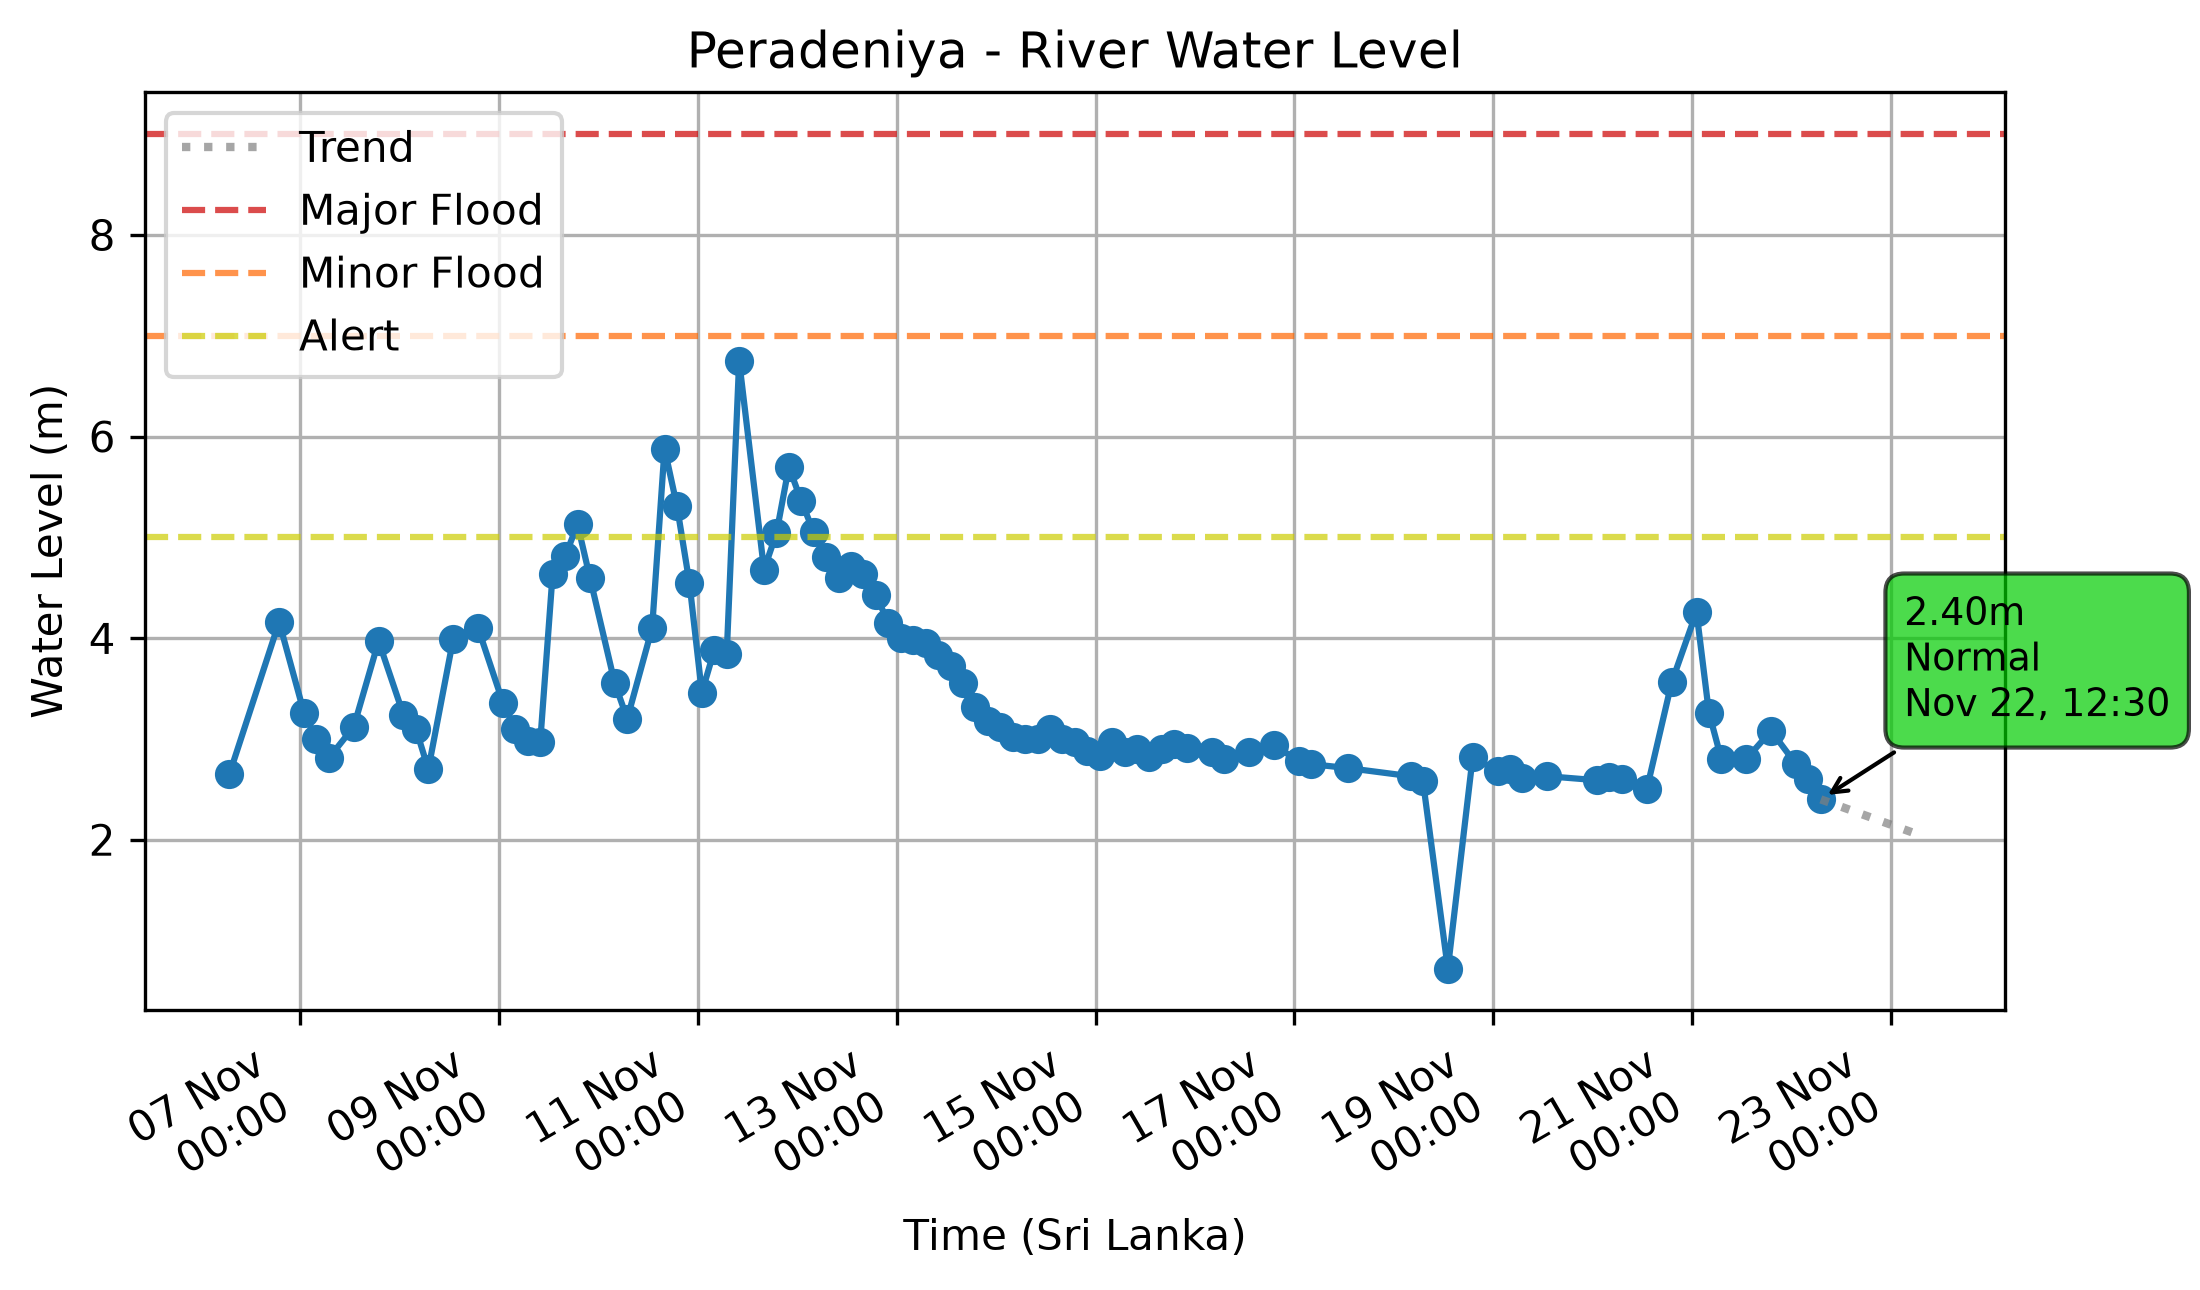 Peradeniya - River Water Level
Trend
Major Flood
Minor Flood
Alert
8
6
4
2
Water Level (m)
2.40m
Normal
Nov 22, 12:30
07 Nov
00:00
09 Nov
00:00
11 Nov
00:00
13 Nov
00:00
15 Nov
00:00
17 Nov
00:00
19 Nov
00:00
21 Nov
00:00
23 Nov
00:00
Time (Sri Lanka)